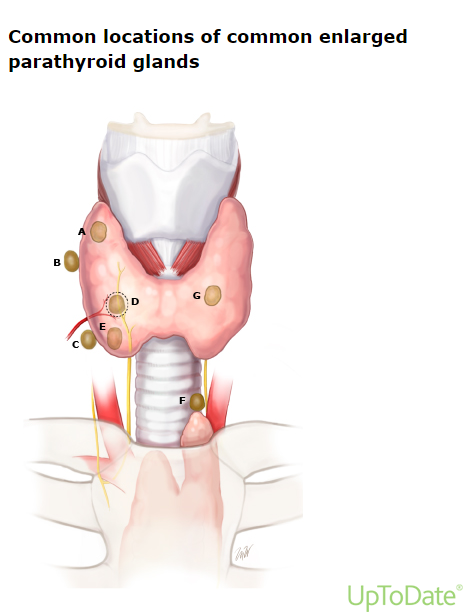 Common locations of common enlarged
parathyroid glands
A
B
D
G
E
C
F
UpToDate®